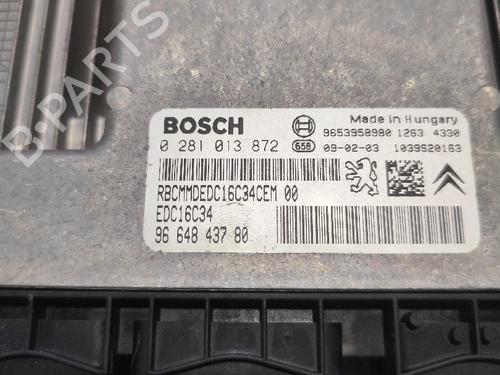 BOSCH
Made in Hungary
9653958980 1263 4330
0 281 013 872
656
09-02-03 1039S20163
RBCMMDEDC16C34CEM 00
EDC16C34
96 648 437 80
B-PARTS